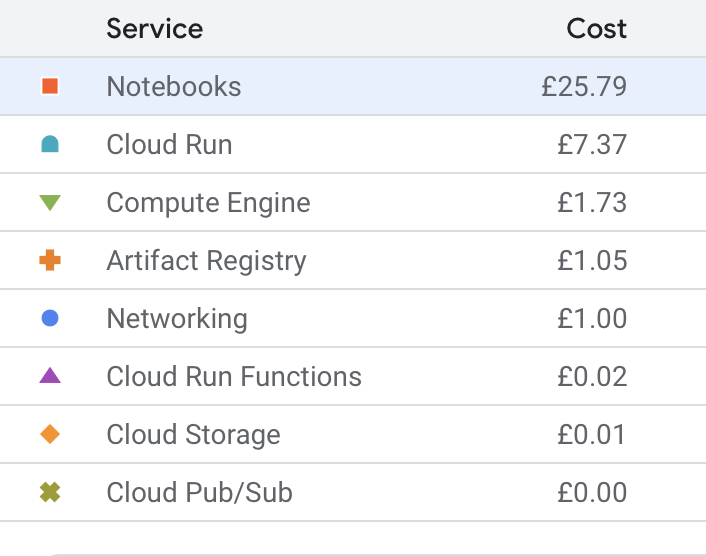 Service Cost
Notebooks £25.79
Cloud Run £7.37
Compute Engine £1.73
Artifact Registry £1.05
Networking £1.00
Cloud Run Functions £0.02
Cloud Storage £0.01
Cloud Pub/Sub £0.00